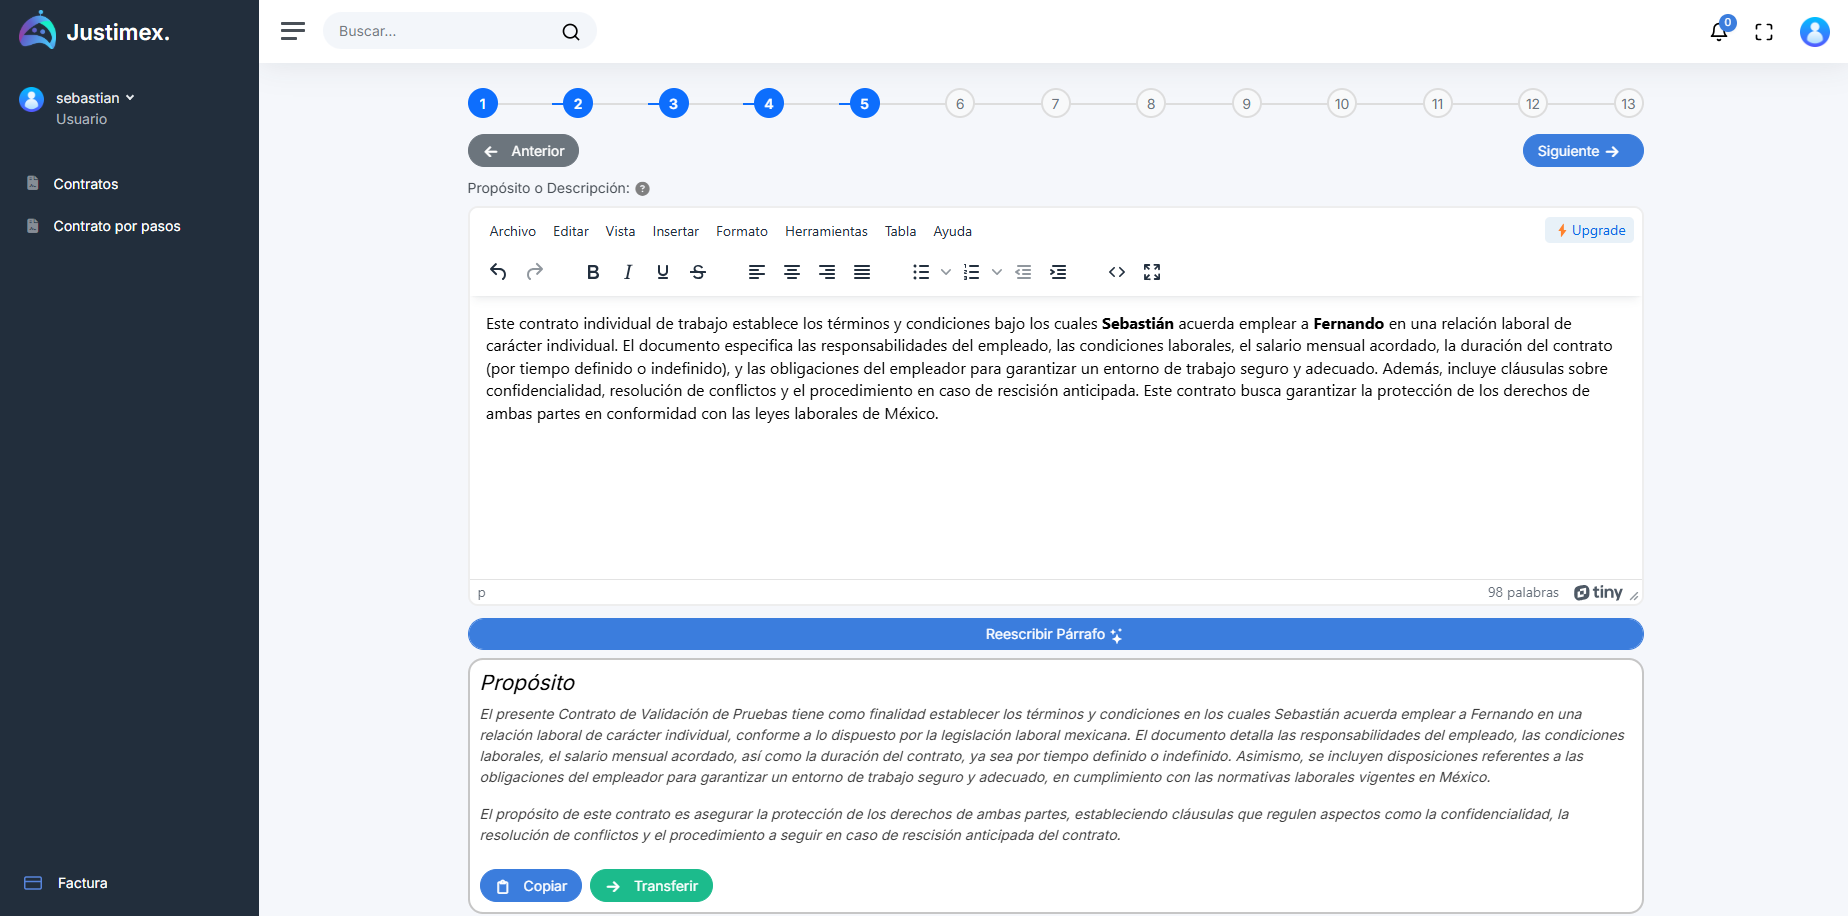 Justimex.
Buscar...
0
sebastian
Usuario
Contratos
Contrato por pasos
Factura
1 2 3 4 5 6 7 8 9 10 11 12 13
Anterior
Siguiente
Propósito o Descripción: ?
Archivo Editar Vista Insertar Formato Herramientas Tabla Ayuda
Upgrade
B I U S
Este contrato individual de trabajo establece los términos y condiciones bajo los cuales Sebastián acuerda emplear a Fernando en una relación laboral de
carácter individual. El documento especifica las responsabilidades del empleado, las condiciones laborales, el salario mensual acordado, la duración del contrato
(por tiempo definido o indefinido), y las obligaciones del empleador para garantizar un entorno de trabajo seguro y adecuado. Además, incluye cláusulas sobre
confidencialidad, resolución de conflictos y el procedimiento en caso de rescisión anticipada. Este contrato busca garantizar la protección de los derechos de
ambas partes en conformidad con las leyes laborales de México.
p
98 palabras
tiny
Reescribir Párrafo
Propósito
El presente Contrato de Validación de Pruebas tiene como finalidad establecer los términos y condiciones en los cuales Sebastián acuerda emplear a Fernando en una
relación laboral de carácter individual, conforme a lo dispuesto por la legislación laboral mexicana. El documento detalla las responsabilidades del empleado, las condiciones
laborales, el salario mensual acordado, así como la duración del contrato, ya sea por tiempo definido o indefinido. Asimismo, se incluyen disposiciones referentes a las
obligaciones del empleador para garantizar un entorno de trabajo seguro y adecuado, en cumplimiento con las normativas laborales vigentes en México.
El propósito de este contrato es asegurar la protección de los derechos de ambas partes, estableciendo cláusulas que regulen aspectos como la confidencialidad, la
resolución de conflictos y el procedimiento a seguir en caso de rescisión anticipada del contrato.
Copiar
Transferir